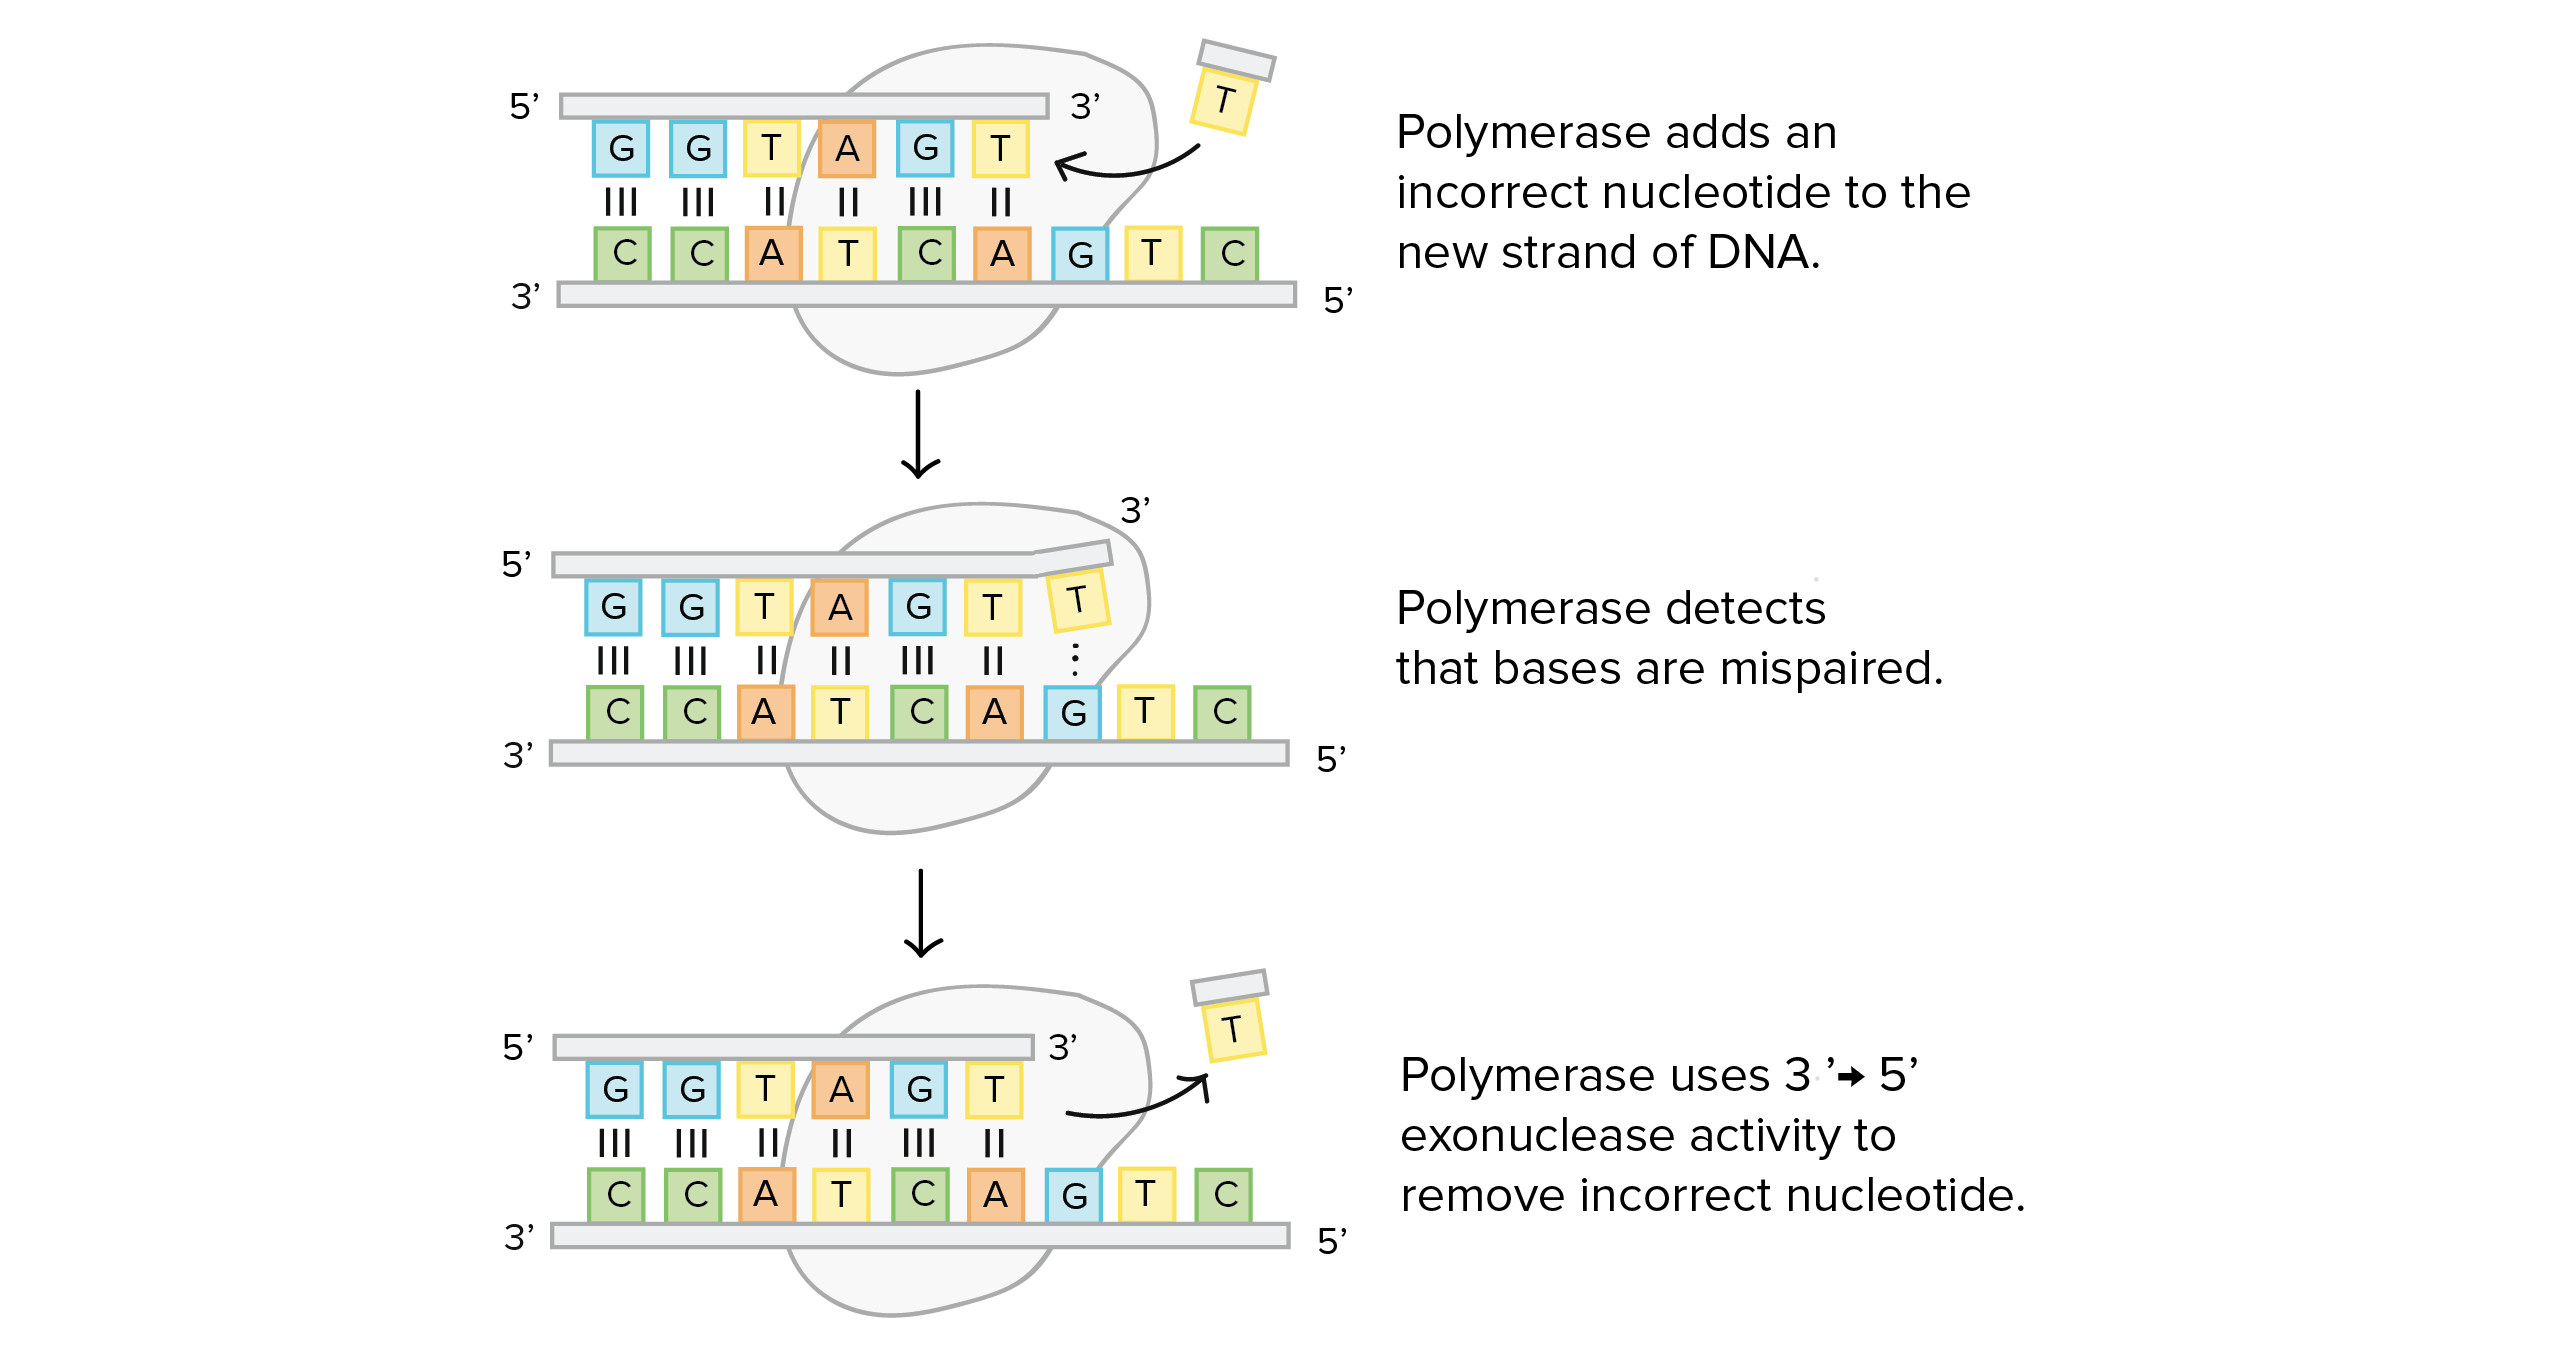 T
5’ 3’
G G T A G T
C C A T C A G T C
3’ 5’
Polymerase adds an
incorrect nucleotide to the
new strand of DNA.
3’
5’
G G T A G T T
C C A T C A G T C
3’ 5’
Polymerase detects
that bases are mispaired.
T
5’ 3’
G G T A G T
C C A T C A G T C
3’ 5’
Polymerase uses 3 ’→ 5’
exonuclease activity to
remove incorrect nucleotide.